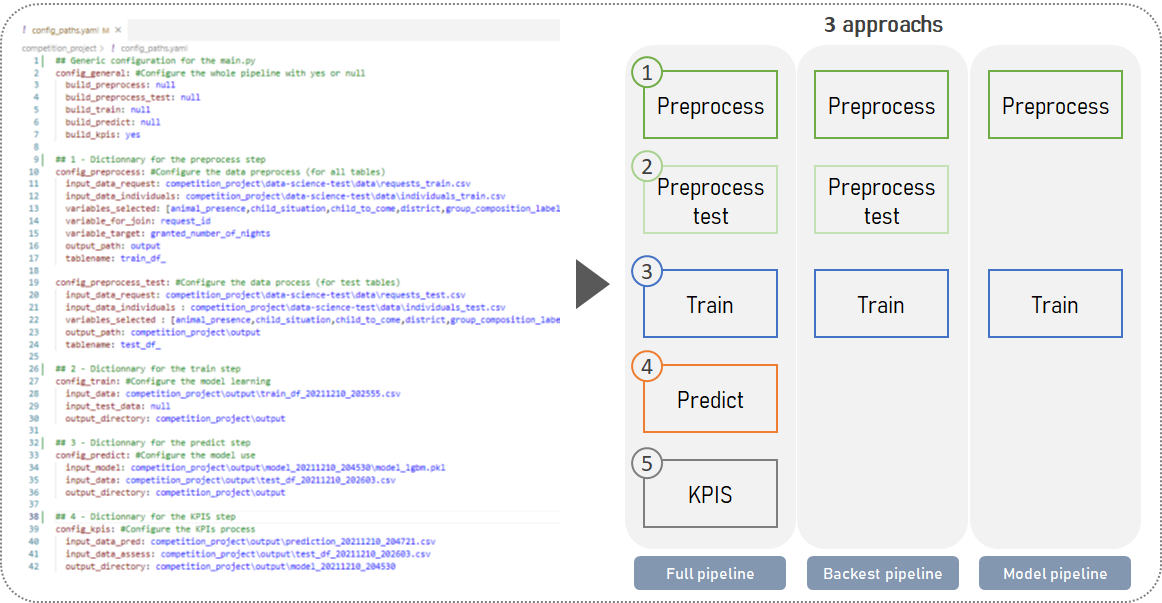 ! config_paths.yaml M ×
competition_project > ! config_paths.yaml
1 ## Generic configuration for the main.py
2 config_general: #Configure the whole pipeline with yes or null
3 build_preprocess: null
4 build_preprocess_test: null
5 build_train: null
6 build_predict: null
7 build_kpis: yes
8
9 ## 1 - Dictionnary for the preprocess step
10 config_preprocess: #Configure the data preprocess (for all tables)
11 input_data_request: competition_project\data-science-test\data\requests_train.csv
12 input_data_individuals: competition_project\data-science-test\data\individuals_train.csv
13 variables_selected: [animal_presence,child_situation,child_to_come,district,group_composition_label
14 variable_for_join: request_id
15 variable_target: granted_number_of_nights
16 output_path: output
17 tablename: train_df_
18
19 config_preprocess_test: #Configure the data process (for test tables)
20 input_data_request: competition_project\data-science-test\data\requests_test.csv
21 input_data_individuals : competition_project\data-science-test\data\individuals_test.csv
22 variables_selected : [animal_presence,child_situation,child_to_come,district,group_composition_labe
23 output_path: competition_project\output
24 tablename: test_df_
25
26 ## 2 - Dictionnary for the train step
27 config_train: #Configure the model learning
28 input_data: competition_project\output\train_df_20211210_202555.csv
29 input_test_data: null
30 output_directory: competition_project\output
31
32 ## 3 - Dictionnary for the predict step
33 config_predict: #Configure the model use
34 input_model: competition_project\output\model_20211210_204530\model_lgbm.pkl
35 input_data: competition_project\output\test_df_20211210_202603.csv
36 output_directory: competition_project\output
37
38 ## 4 - Dictionnary for the KPIS step
39 config_kpis: #Configure the KPIs process
40 input_data_pred: competition_project\output\prediction_20211210_204721.csv
41 input_data_assess: competition_project\output\test_df_20211210_202603.csv
42 output_directory: competition_project\output\model_20211210_204530
3 approachs
1
Preprocess
2
Preprocess
test
3
Train
4
Predict
5
KPIS
Full pipeline
Preprocess
Preprocess
test
Train
Backest pipeline
Preprocess
Train
Model pipeline